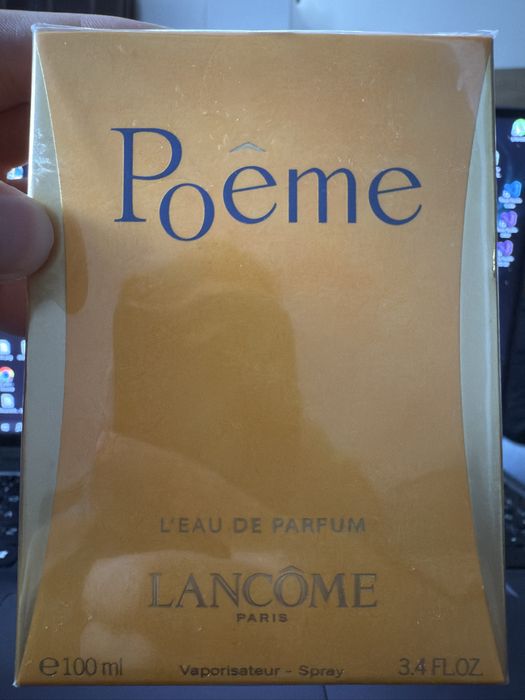 Poême
L'EAU DE PARFUM
LANCÔME
PARIS
℮100 ml Vaporisateur - Spray 3.4 FL.OZ